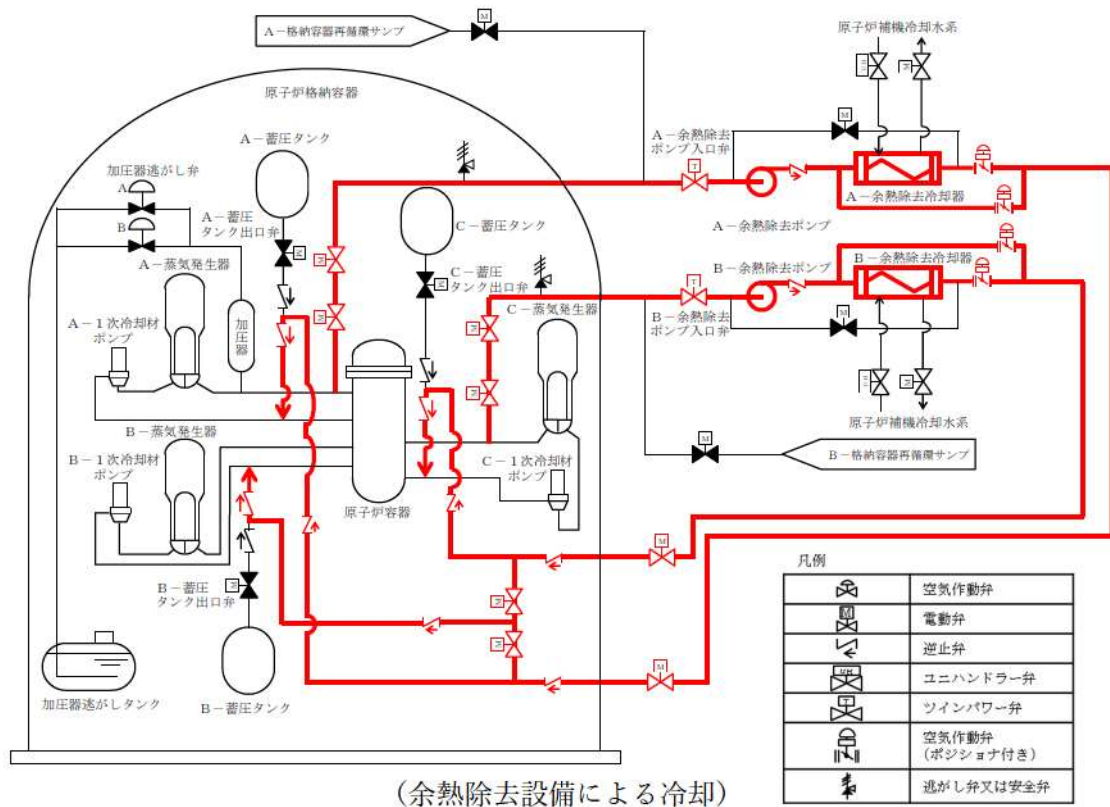 A－格納容器再循環サンプ
M
原子炉補機冷却水系
原子炉格納容器
A－蓄圧タンク
加圧器逃がし弁
A
B
A－蓄圧
タンク出口弁
C－蓄圧タンク
A－余熱除去
ポンプ入口弁
M
T
A－余熱除去冷却器
A－余熱除去ポンプ
A－蒸気発生器
C－蓄圧
タンク出口弁
B－余熱除去ポンプ
B－余熱除去冷却器
T
C－蒸気発生器
B－余熱除去
ポンプ入口弁
M
A－1次冷却材
ポンプ
加圧器
原子炉補機冷却水系
B－蒸気発生器
M
B－格納容器再循環サンプ
B－1次冷却材
ポンプ
C－1次冷却材
ポンプ
原子炉容器
M
凡例
空気作動弁
M
電動弁
逆止弁
ユニハンドラー弁
T
ツインパワー弁
空気作動弁
(ポジショナ付き)
逃がし弁又は安全弁
B－蓄圧
タンク出口弁
M
加圧器逃がしタンク
B－蓄圧タンク
(余熱除去設備による冷却)